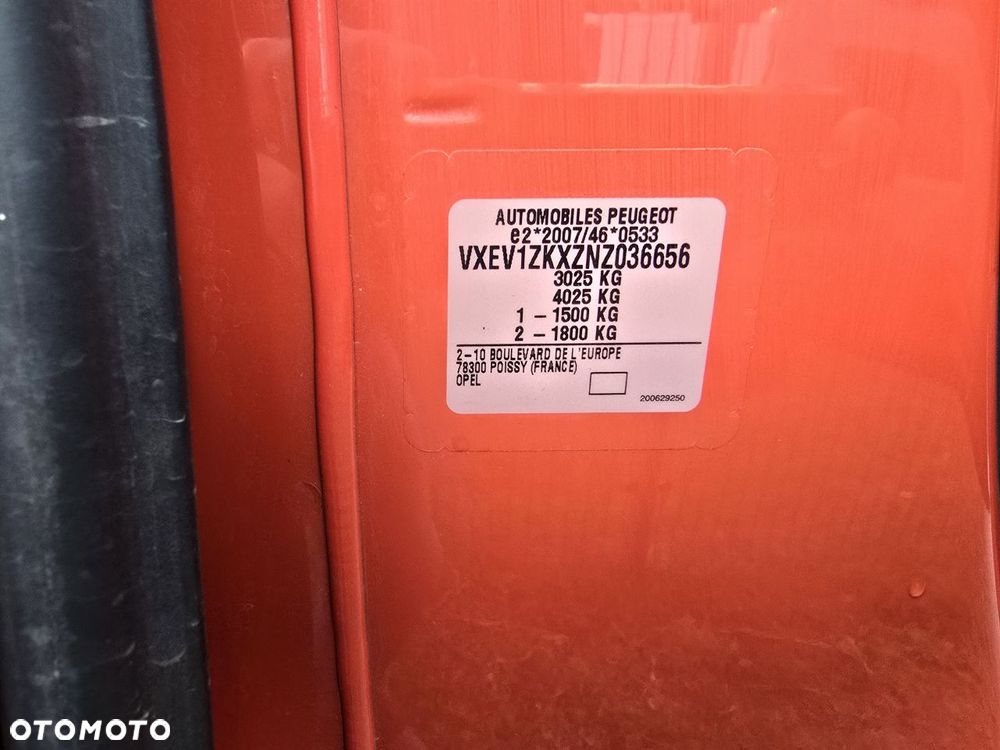 AUTOMOBILES PEUGEOT
e2*2007/46*0533
VXEV1ZKXZNZ036656
3025 KG
4025 KG
1 – 1500 KG
2 – 1800 KG
2–10 BOULEVARD DE L'EUROPE
78300 POISSY (FRANCE)
OPEL
200629250
OTOMOTO